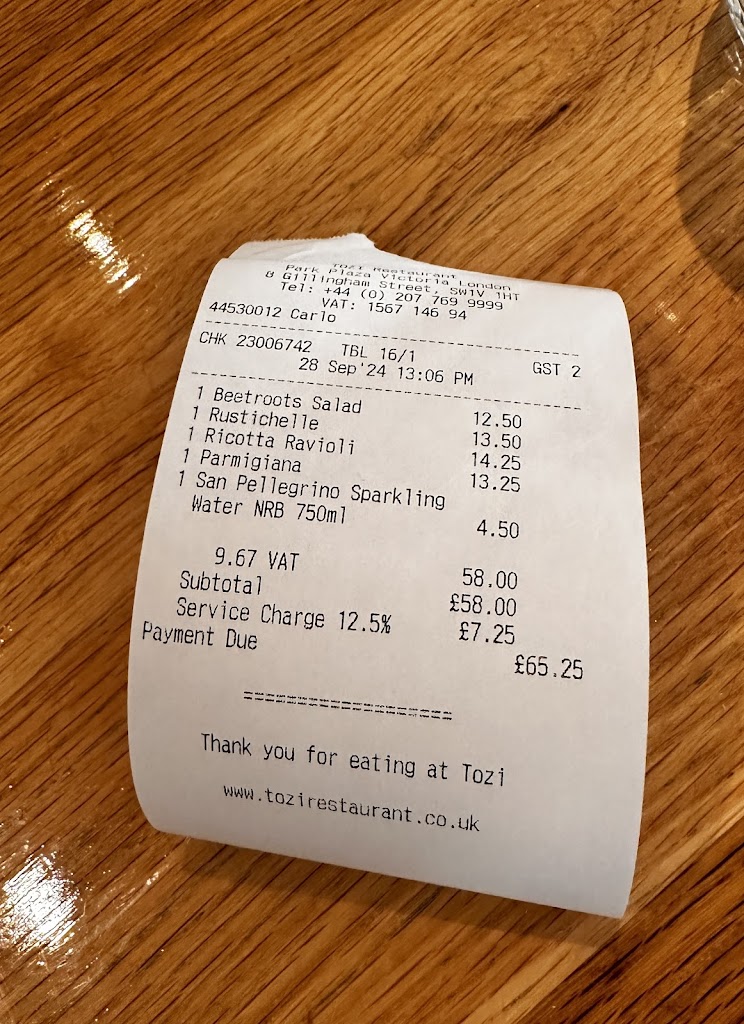 Tozi Restaurant
Park Plaza Victoria London
8 Gillingham Street, SW1V 1HT
Tel: +44 (0) 207 769 9999
VAT: 1567 146 94
44530012 Carlo
CHK 23006742 TBL 16/1 GST 2
28 Sep'24 13:06 PM
1 Beetroots Salad 12.50
1 Rustichelle 13.50
1 Ricotta Ravioli 14.25
1 Parmigiana 13.25
1 San Pellegrino Sparkling
Water NRB 750ml 4.50
9.67 VAT 58.00
Subtotal £58.00
Service Charge 12.5% £7.25
Payment Due £65.25
====================
Thank you for eating at Tozi
www.tozirestaurant.co.uk